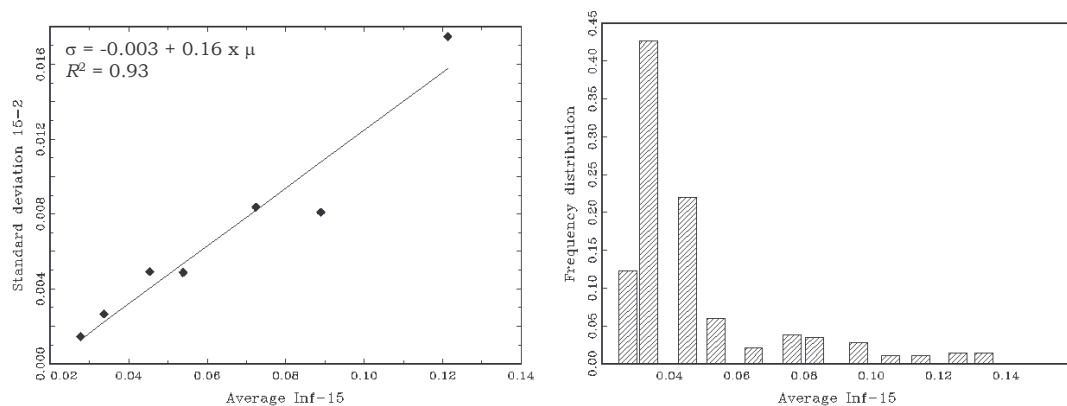 σ = -0.003 + 0.16 x μ
R² = 0.93
Standard deviation 15-2
0.016
0.012
0.008
0.004
0.000
0.02 0.04 0.06 0.08 0.10 0.12 0.14
Average Inf-15
Frequency distribution
0.45
0.40
0.35
0.30
0.25
0.20
0.15
0.10
0.05
0.00
0.04 0.06 0.08 0.10 0.12 0.14
Average Inf-15